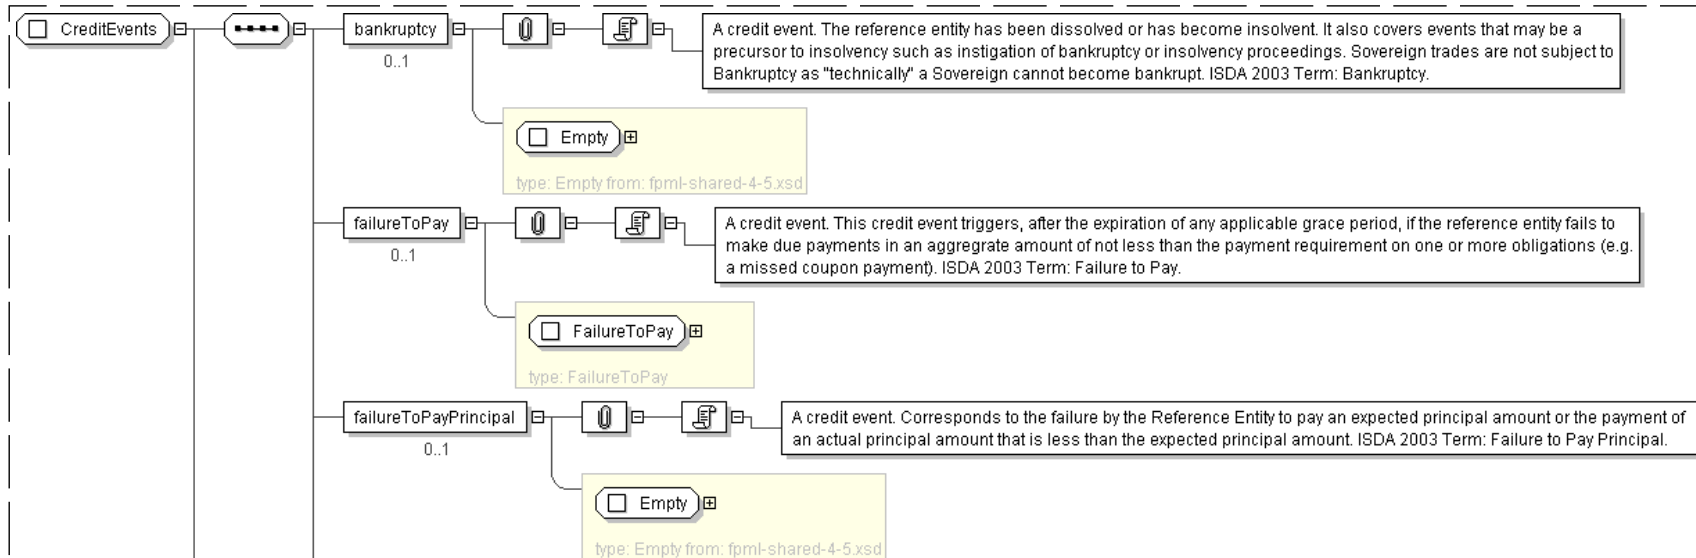 CreditEvents
bankruptcy
0..1
A credit event. The reference entity has been dissolved or has become insolvent. It also covers events that may be a
precursor to insolvency such as instigation of bankruptcy or insolvency proceedings. Sovereign trades are not subject to
Bankruptcy as "technically" a Sovereign cannot become bankrupt. ISDA 2003 Term: Bankruptcy.
Empty
type: Empty from: fpml-shared-4-5.xsd
failureToPay
0..1
A credit event. This credit event triggers, after the expiration of any applicable grace period, if the reference entity fails to
make due payments in an aggregrate amount of not less than the payment requirement on one or more obligations (e.g.
a missed coupon payment). ISDA 2003 Term: Failure to Pay.
FailureToPay
type: FailureToPay
failureToPayPrincipal
0..1
A credit event. Corresponds to the failure by the Reference Entity to pay an expected principal amount or the payment of
an actual principal amount that is less than the expected principal amount. ISDA 2003 Term: Failure to Pay Principal.
Empty
type: Empty from: fpml-shared-4-5.xsd